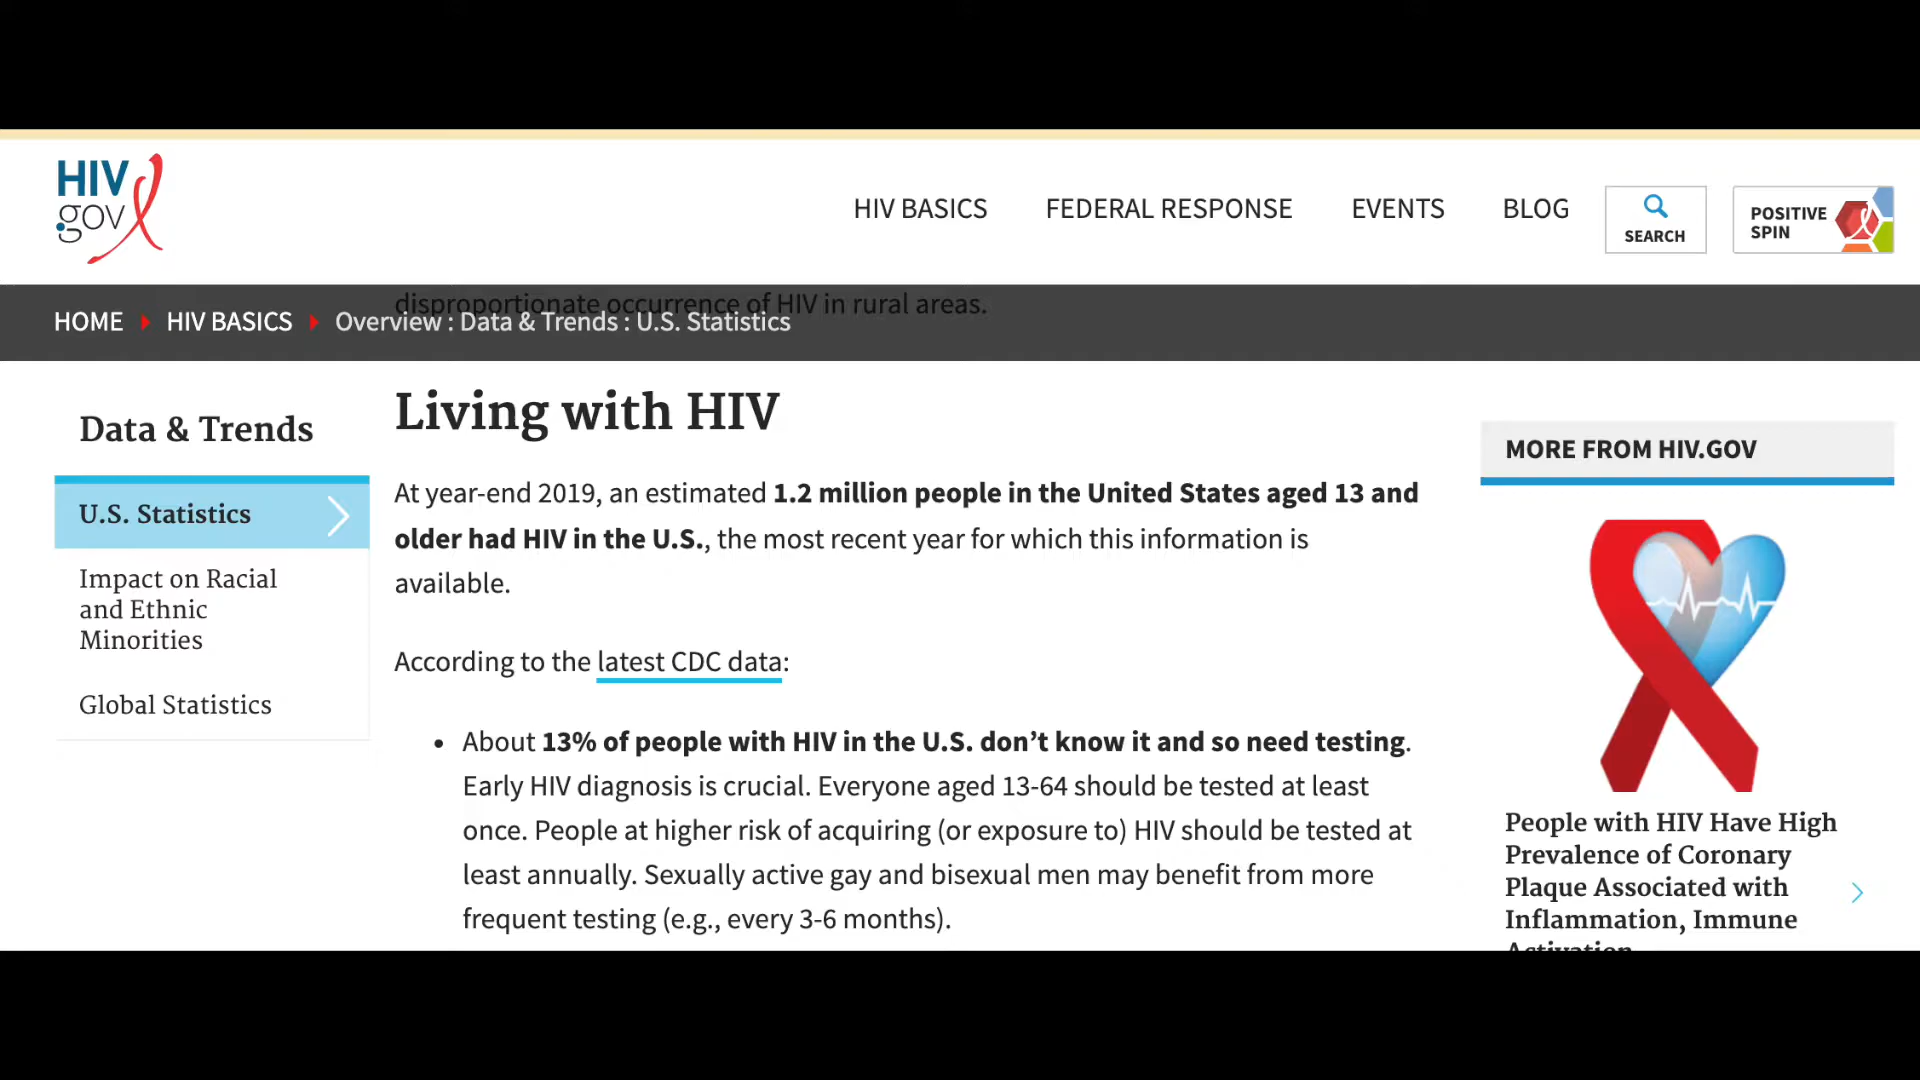 HIV
.gov
HIV BASICS
FEDERAL RESPONSE
EVENTS
BLOG
SEARCH
POSITIVE
SPIN
disproportionate occurrence of HIV in rural areas.
HOME
HIV BASICS
Overview : Data & Trends : U.S. Statistics
Data & Trends
U.S. Statistics
Impact on Racial
and Ethnic
Minorities
Global Statistics
Living with HIV
At year-end 2019, an estimated 1.2 million people in the United States aged 13 and
older had HIV in the U.S., the most recent year for which this information is
available.
According to the latest CDC data:
• About 13% of people with HIV in the U.S. don’t know it and so need testing.
Early HIV diagnosis is crucial. Everyone aged 13-64 should be tested at least
once. People at higher risk of acquiring (or exposure to) HIV should be tested at
least annually. Sexually active gay and bisexual men may benefit from more
frequent testing (e.g., every 3-6 months).
MORE FROM HIV.GOV
People with HIV Have High
Prevalence of Coronary
Plaque Associated with
Inflammation, Immune
Activation